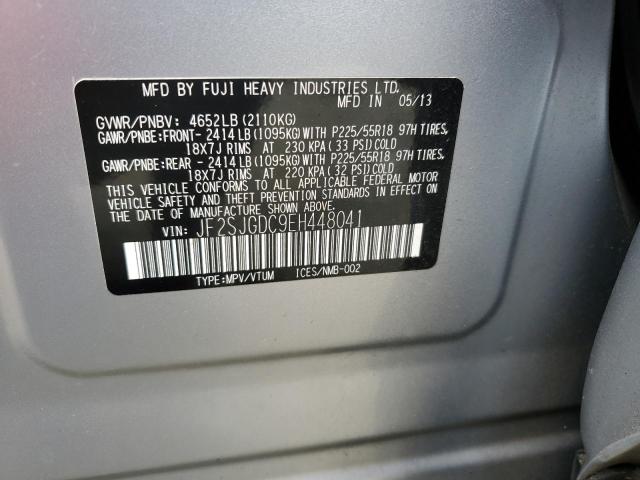 MFD BY FUJI HEAVY INDUSTRIES LTD.
MFD IN 05/13
GVWR/PNBV: 4652LB(2110KG)
GAWR/PNBE:FRONT-2414LB(1095KG)WITH P225/55R18 97H TIRES,
18X7J RIMS AT 230 KPA(33 PSI)COLD
GAWR/PNBE:REAR -2414LB(1095KG)WITH P225/55R18 97H TIRES,
18X7J RIMS AT 220 KPA(32 PSI)COLD
THIS VEHICLE CONFORMS TO ALL APPLICABLE FEDERAL MOTOR
VEHICLE SAFETY, BUMPER, AND THEFT PREVENTION STANDARDS IN EFFECT
ON THE DATE OF MANUFACTURE SHOWN ABOVE.
VIN: JF2SJGDC9EH448041
TYPE:MPV/VTUM ICES/NMB-002